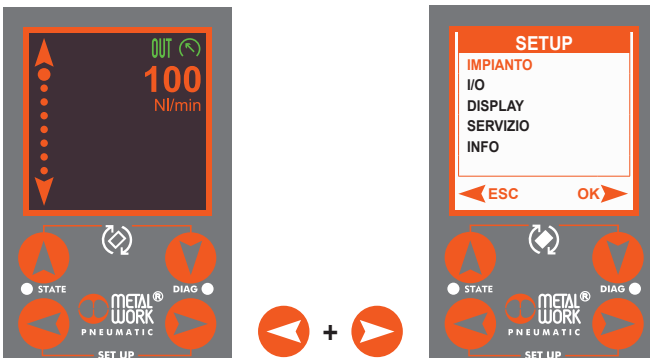 OUT
100
Nl/min
STATE
DIAG
METAL®
WORK
PNEUMATIC
SET UP
+
SETUP
IMPIANTO
I/O
DISPLAY
SERVIZIO
INFO
ESC OK
STATE
DIAG
METAL®
WORK
PNEUMATIC
SET UP